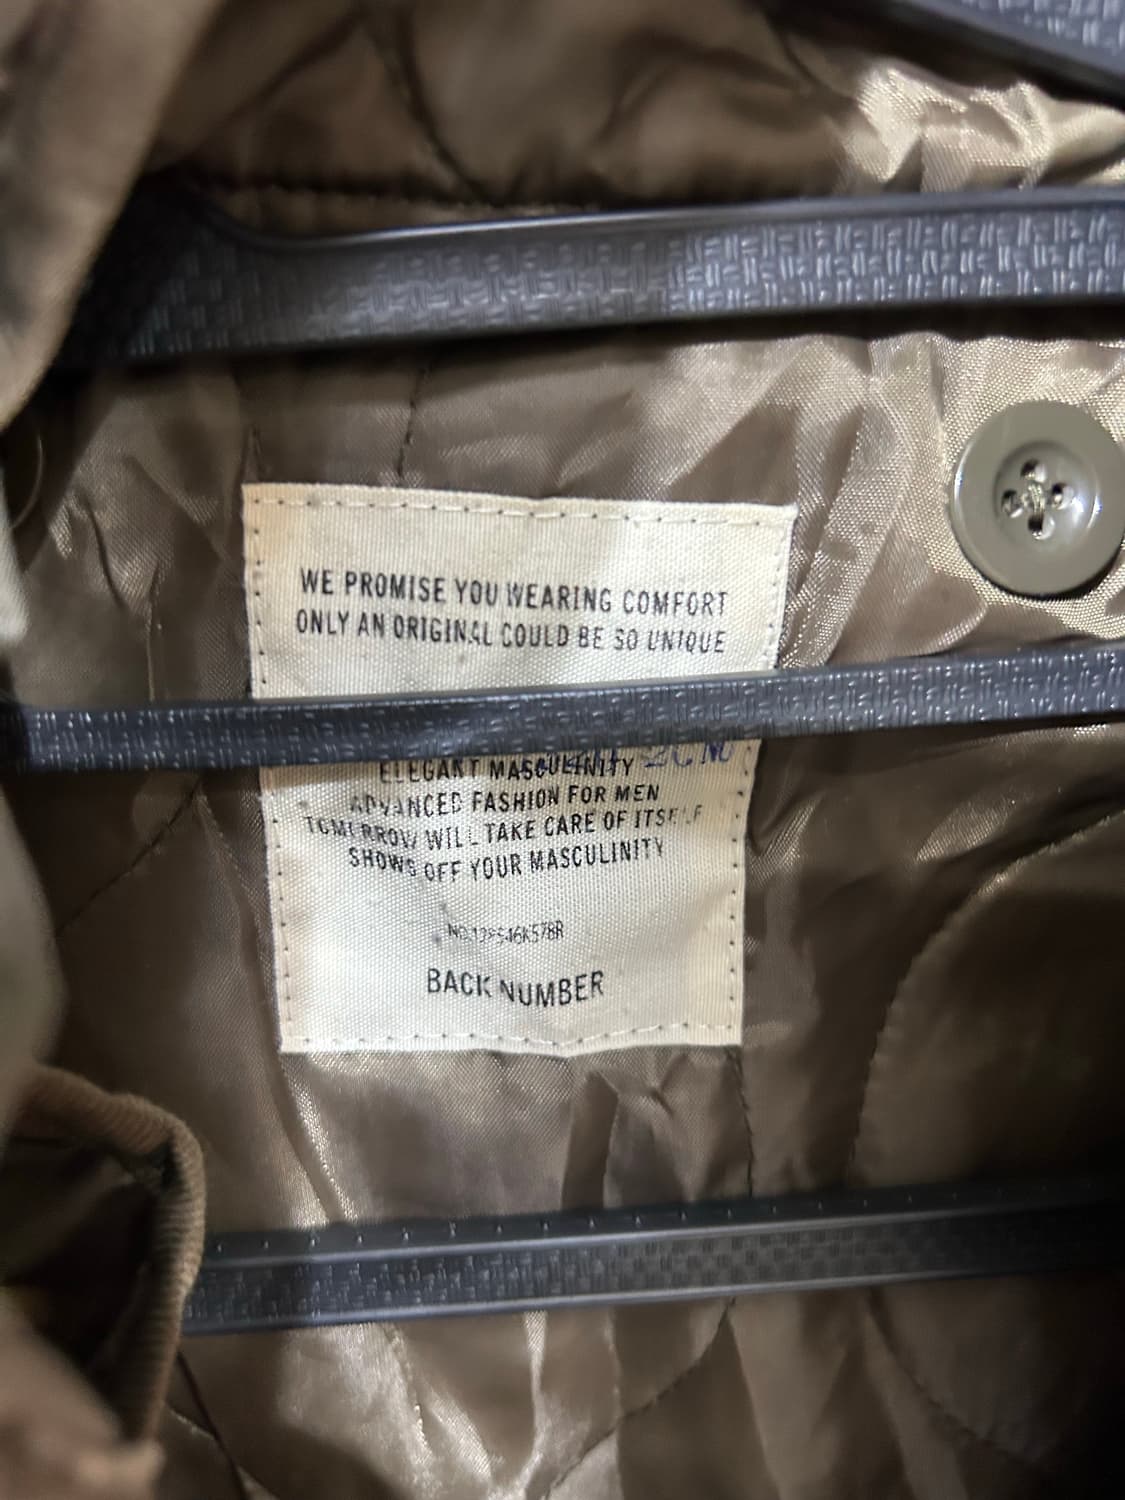 WE PROMISE YOU WEARING COMFORT
ONLY AN ORIGINAL COULD BE SO UNIQUE
ELEGANT MASCULINITY
ADVANCED FASHION FOR MEN
TOMORROW WILL TAKE CARE OF ITSELF
SHOWS OFF YOUR MASCULINITY
BACK NUMBER